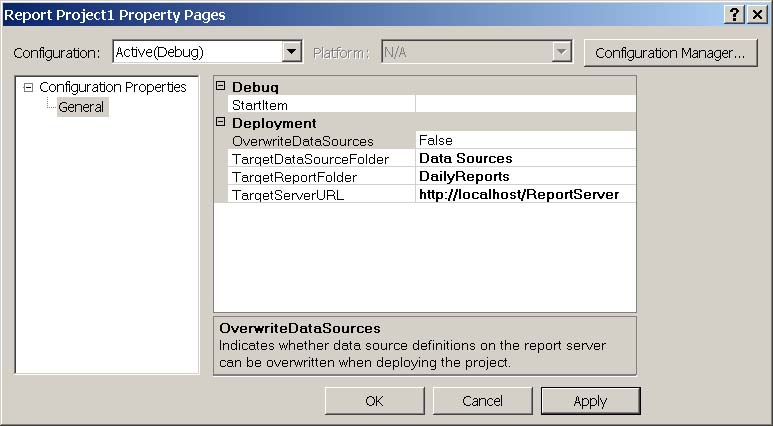 Report Project1 Property Pages
Configuration: Active(Debug) Platform: N/A Configuration Manager...
Configuration Properties
General
Debug
StartItem
Deployment
OverwriteDataSources False
TargetDataSourceFolder Data Sources
TargetReportFolder DailyReports
TargetServerURL http://localhost/ReportServer
OverwriteDataSources
Indicates whether data source definitions on the report server
can be overwritten when deploying the project.
OK Cancel Apply